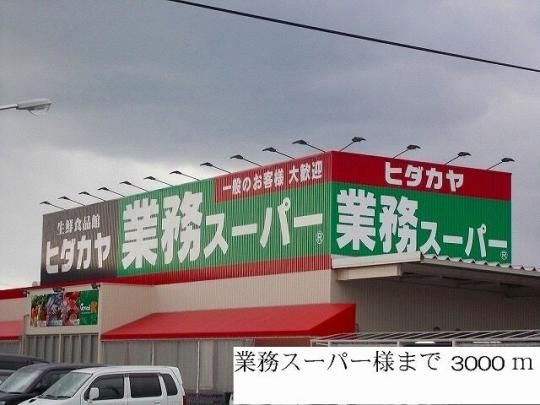 生鮮食品館
ヒダカヤ
業務スーパー®
一般のお客様 大歓迎
ヒダカヤ
業務スーパー®
業務スーパー様まで 3000 m